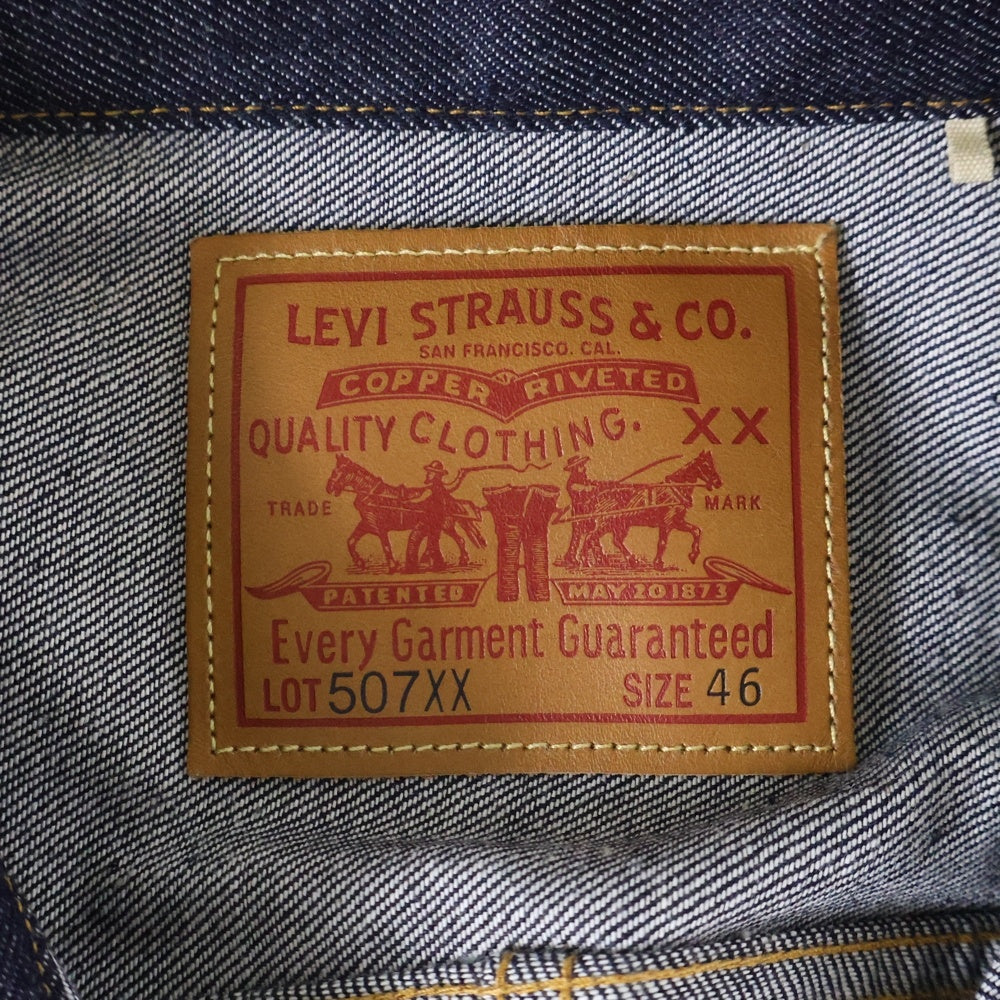 LEVI STRAUSS & CO.
SAN FRANCISCO. CAL.
COPPER RIVETED
QUALITY CLOTHING. XX
TRADE MARK
PATENTED MAY 20 1873
Every Garment Guaranteed
LOT 507XX SIZE 46